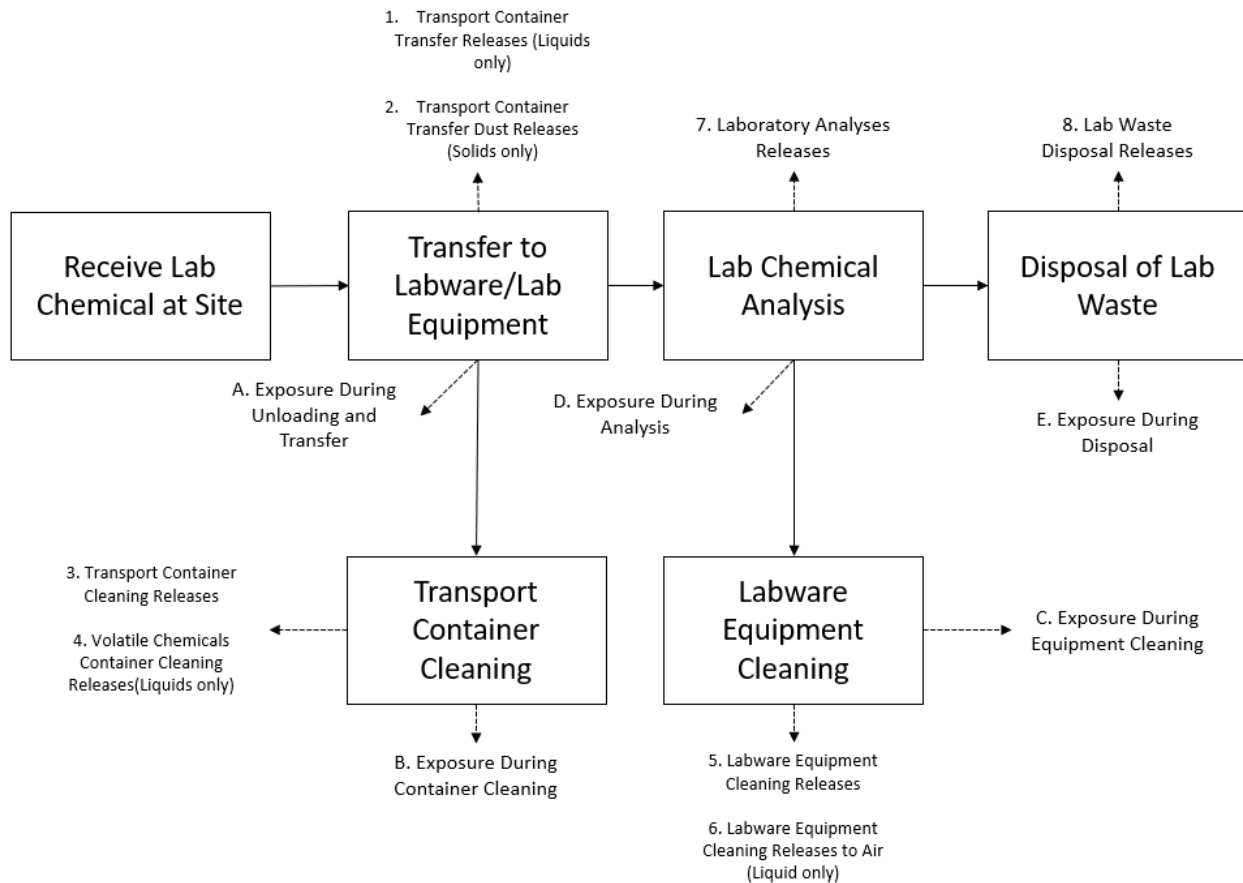 1. Transport Container
Transfer Releases (Liquids
only)
2. Transport Container
Transfer Dust Releases
(Solids only)
7. Laboratory Analyses
Releases
8. Lab Waste
Disposal Releases
Receive Lab
Chemical at Site
Transfer to
Labware/Lab
Equipment
Lab Chemical
Analysis
Disposal of Lab
Waste
A. Exposure During
Unloading and
Transfer
D. Exposure During
Analysis
E. Exposure During
Disposal
3. Transport Container
Cleaning Releases
4. Volatile Chemicals
Container Cleaning
Releases(Liquids only)
Transport
Container
Cleaning
Labware
Equipment
Cleaning
C. Exposure During
Equipment Cleaning
B. Exposure During
Container Cleaning
5. Labware Equipment
Cleaning Releases
6. Labware Equipment
Cleaning Releases to Air
(Liquid only)